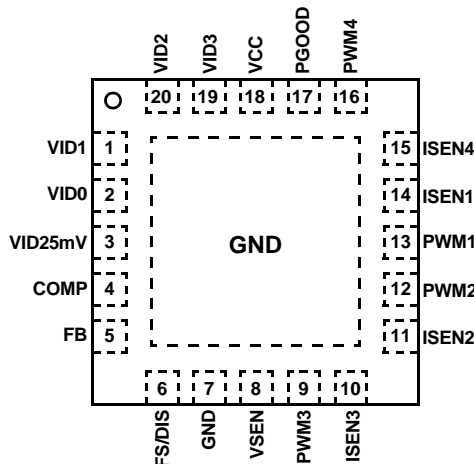 VID2
VID3
VCC
PGOOD
PWM4
20
19
18
17
16
VID1 1
15 ISEN4
VID0 2
14 ISEN1
VID25mV 3
GND
13 PWM1
COMP 4
12 PWM2
FB 5
11 ISEN2
6
7
8
9
10
FS/DIS
GND
VSEN
PWM3
ISEN3